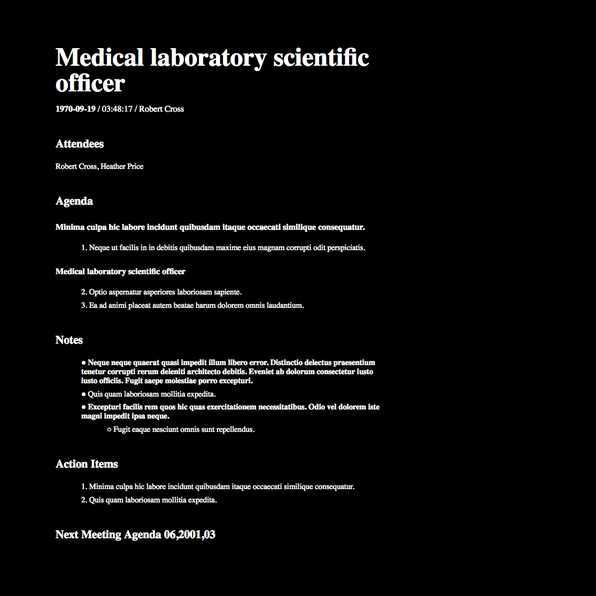 Medical laboratory scientific
officer
1970-09-19 / 03:48:17 / Robert Cross
Attendees
Robert Cross, Heather Price
Agenda
Minima culpa hic labore incidunt quibusdam itaque occaecati similique consequatur.
1. Neque ut facilis in in debitis quibusdam maxime eius magnam corrupti odit perspiciatis.
Medical laboratory scientific officer
2. Optio aspernatur asperiores laboriosam sapiente.
3. Ea ad animi placeat autem beatae harum dolorem omnis laudantium.
Notes
● Neque neque quaerat quasi impedit illum libero error. Distinctio delectus praesentium
tenetur corrupti rerum deleniti architecto debitis. Eveniet ab dolorum consectetur iusto
iusto officiis. Fugit saepe molestiae porro excepturi.
● Quis quam laboriosam mollitia expedita.
● Excepturi facilis rem quos hic quas exercitationem necessitatibus. Odio vel dolorem iste
magni impedit ipsa neque.
○ Fugit eaque nesciunt omnis sunt repellendus.
Action Items
1. Minima culpa hic labore incidunt quibusdam itaque occaecati similique consequatur.
2. Quis quam laboriosam mollitia expedita.
Next Meeting Agenda 06,2001,03